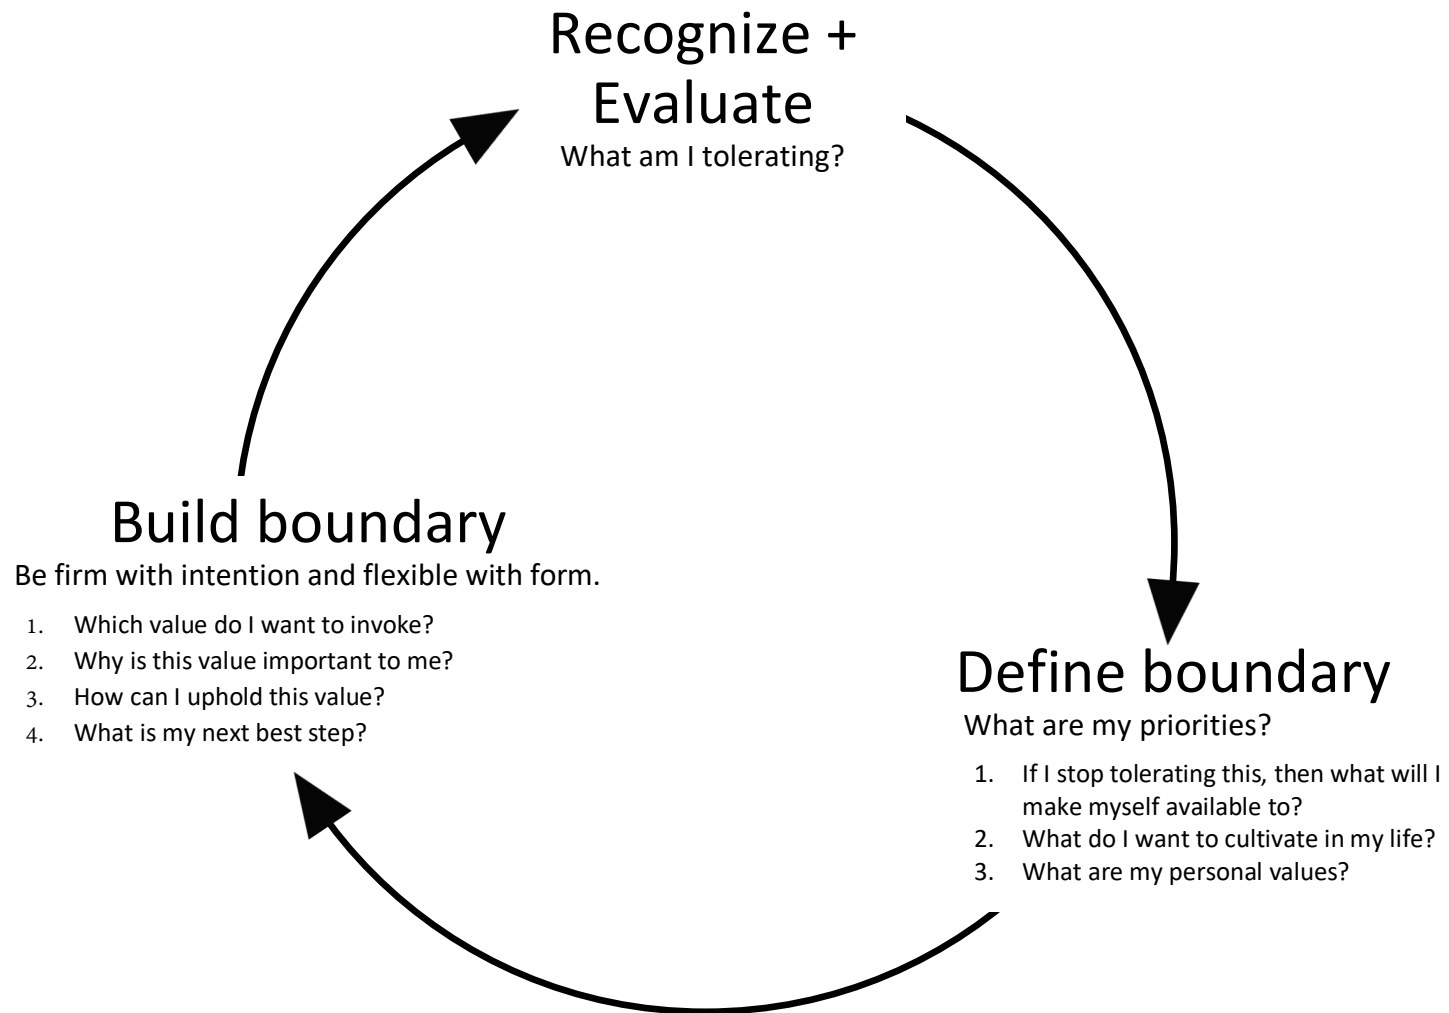 Recognize +
Evaluate
What am I tolerating?
Build boundary
Be firm with intention and flexible with form.
1. Which value do I want to invoke?
2. Why is this value important to me?
3. How can I uphold this value?
4. What is my next best step?
Define boundary
What are my priorities?
1. If I stop tolerating this, then what will I
make myself available to?
2. What do I want to cultivate in my life?
3. What are my personal values?